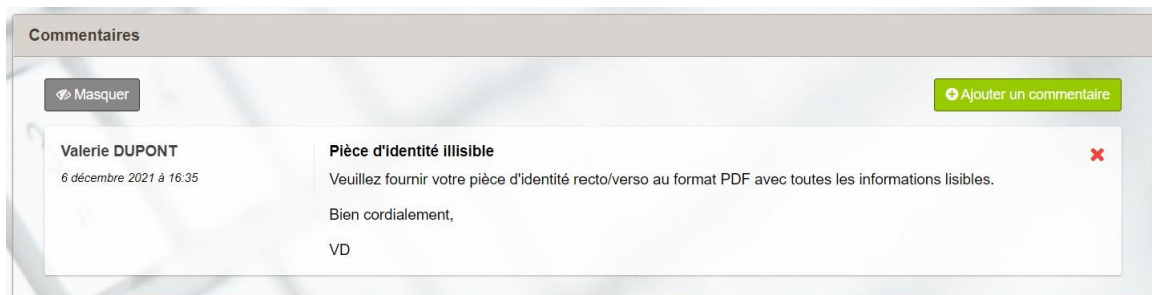 Commentaires
Masquer
Ajouter un commentaire
Valerie DUPONT
6 décembre 2021 à 16:35
Pièce d'identité illisible
Veuillez fournir votre pièce d'identité recto/verso au format PDF avec toutes les informations lisibles.
Bien cordialement,
VD